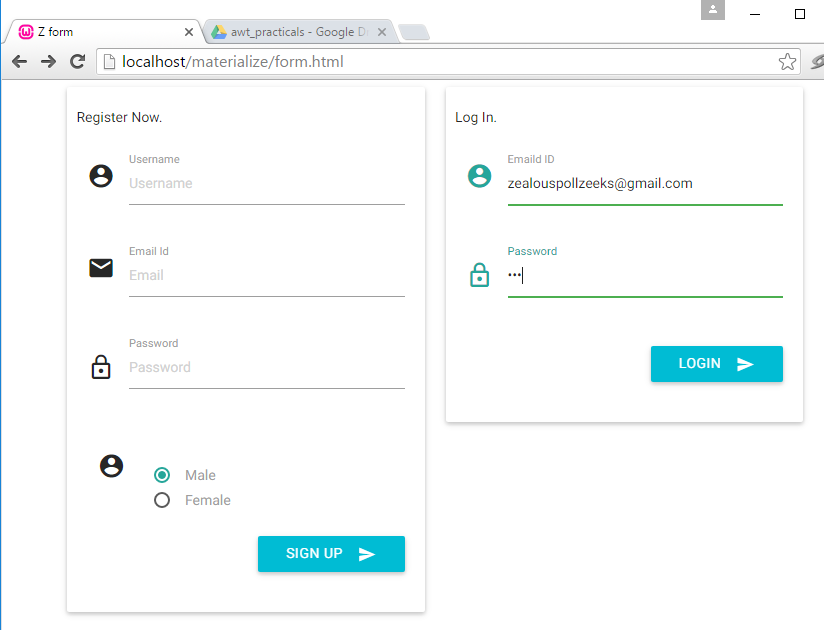 Z form
awt_practicals - Google D
localhost/materialize/form.html
Register Now.
Username
Username
Email Id
Email
Password
Password
Male
Female
SIGN UP
Log In.
Emaild ID
zealouspollzeeks@gmail.com
Password
•••
LOGIN